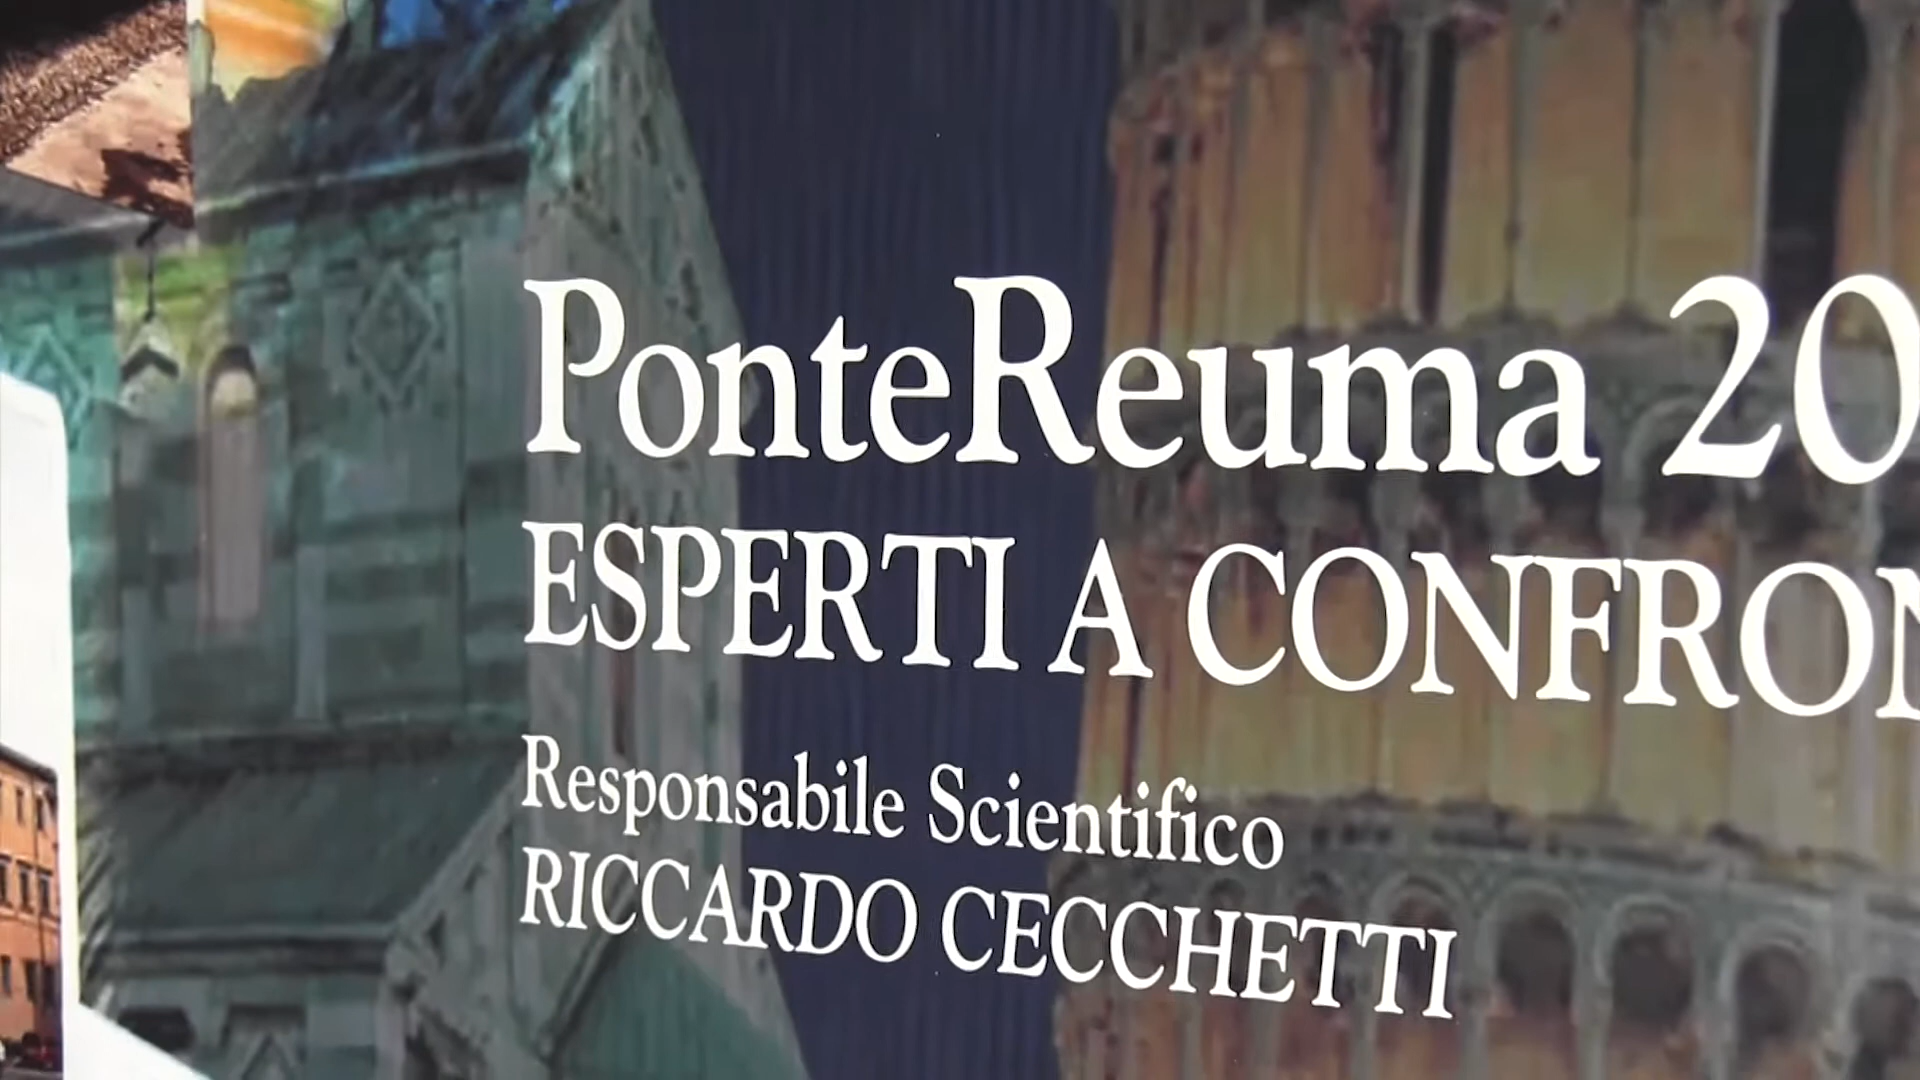 PonteReuma 20
ESPERTI A CONFRON
Responsabile Scientifico
RICCARDO CECCHETTI